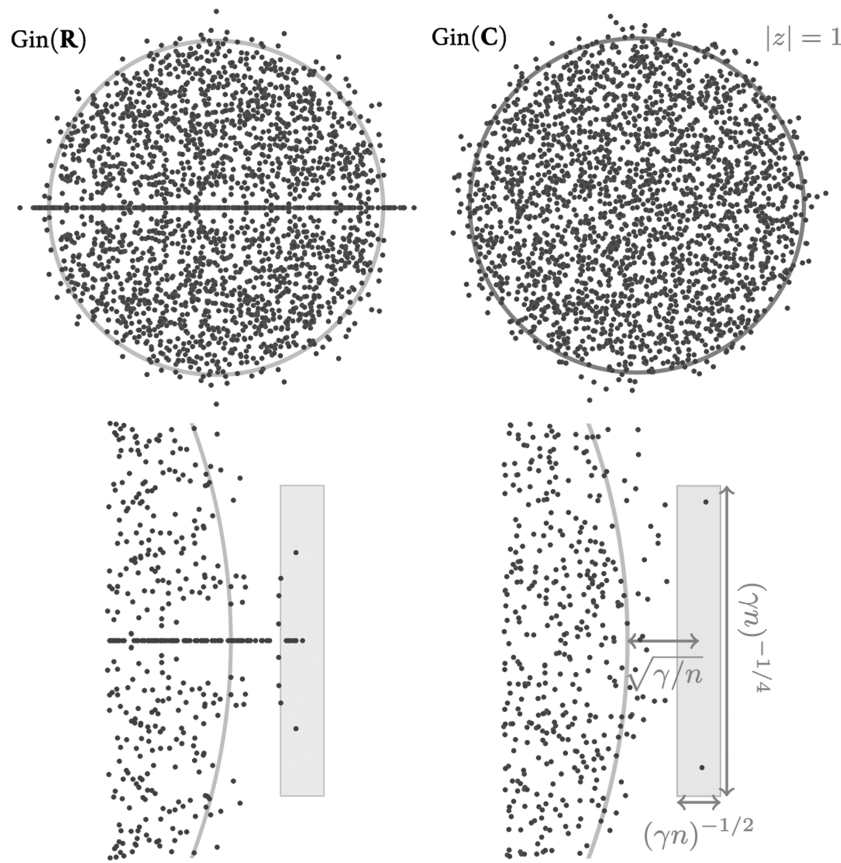 Gin(R)
Gin(C)
|z| = 1
√γ/n
(γn)^{-1/4}
(γn)^{-1/2}